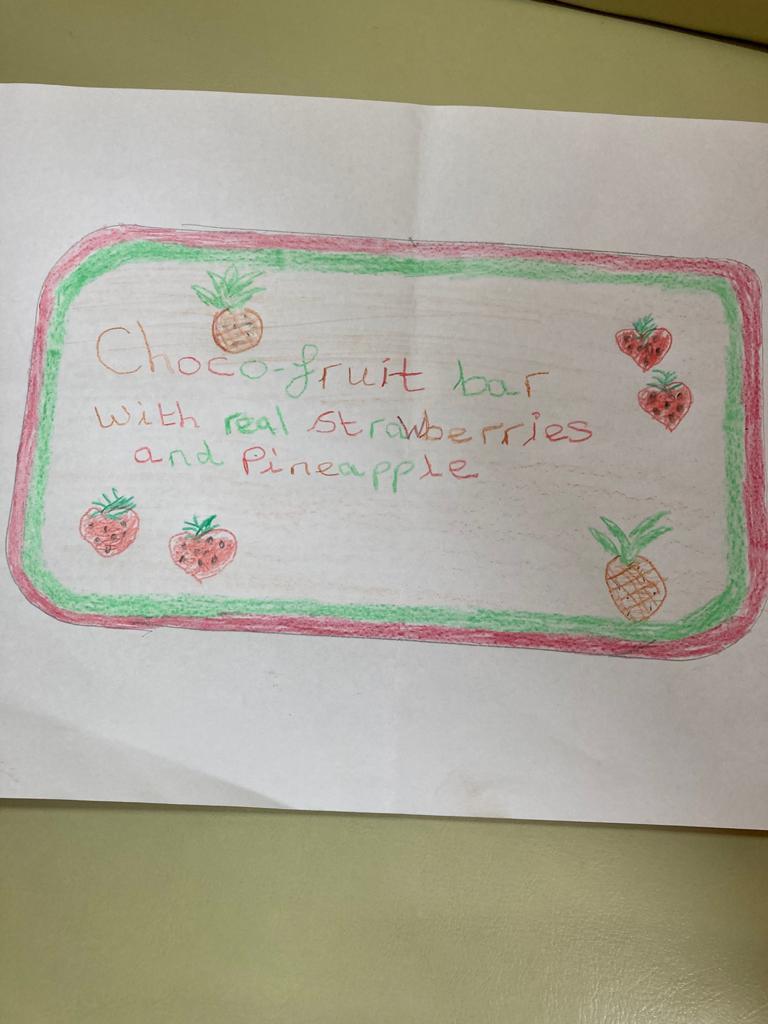 Choco-fruit bar
with real strawberries
and Pineapple